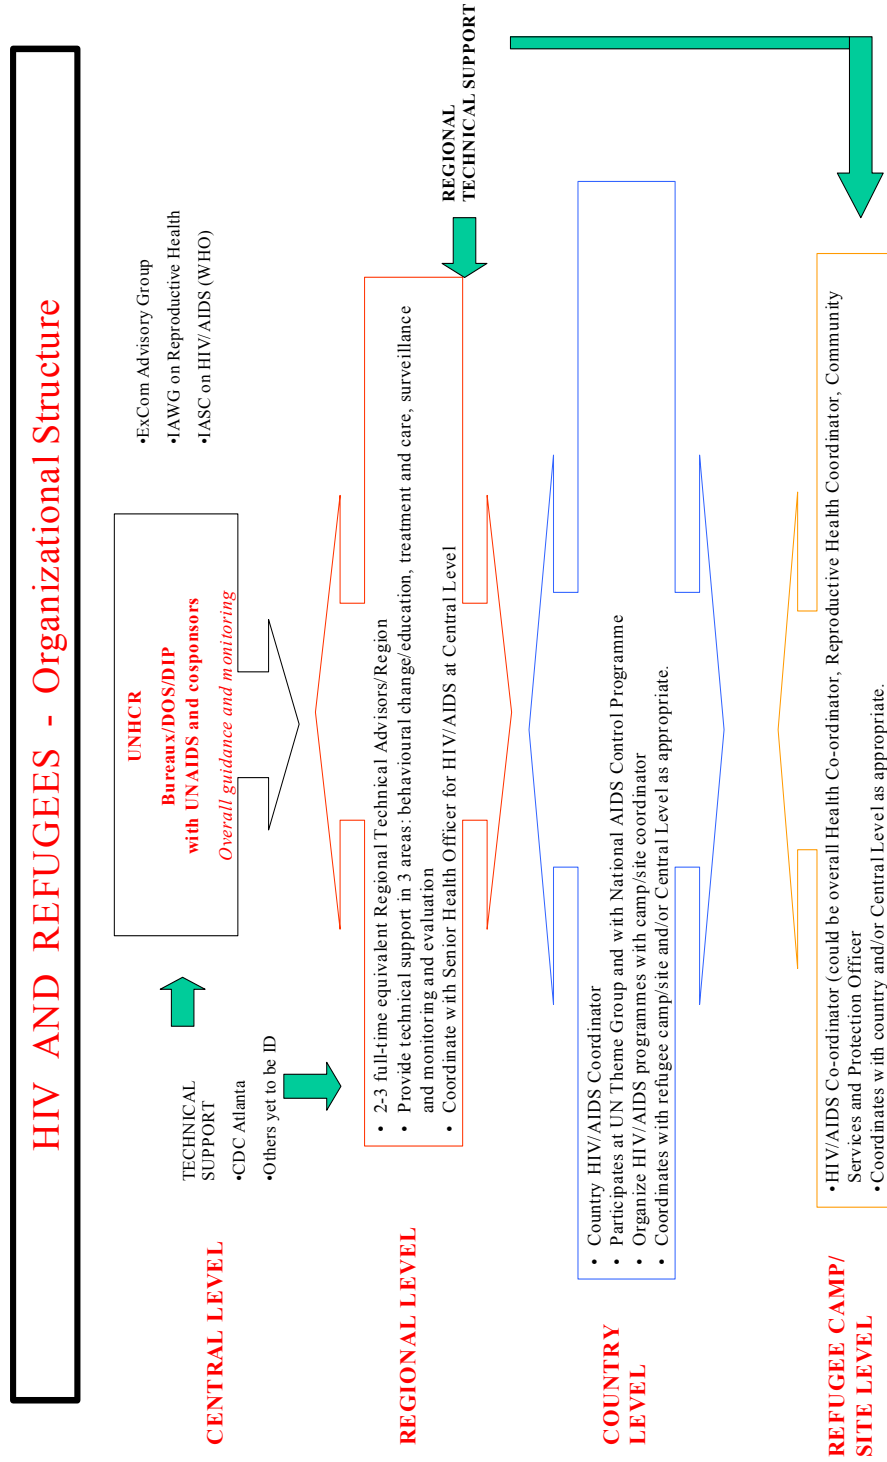 HIV AND REFUGEES - Organizational Structure
CENTRAL LEVEL
TECHNICAL
SUPPORT
•CDC Atlanta
•Others yet to be ID
UNHCR
Bureaux/DOS/DIP
with UNAIDS and cosponsors
Overall guidance and monitoring
•ExCom Advisory Group
•IAWG on Reproductive Health
•IASC on HIV/AIDS (WHO)
REGIONAL LEVEL
• 2-3 full-time equivalent Regional Technical Advisors/Region
• Provide technical support in 3 areas: behavioural change/education, treatment and care, surveillance
and monitoring and evaluation
• Coordinate with Senior Health Officer for HIV/AIDS at Central Level
REGIONAL
TECHNICAL SUPPORT
COUNTRY
LEVEL
• Country HIV/AIDS Coordinator
• Participates at UN Theme Group and with National AIDS Control Programme
• Organize HIV/AIDS programmes with camp/site coordinator
• Coordinates with refugee camp/site and/or Central Level as appropriate.
REFUGEE CAMP/
SITE LEVEL
•HIV/AIDS Co-ordinator (could be overall Health Co-ordinator, Reproductive Health Coordinator, Community
Services and Protection Officer
•Coordinates with country and/or Central Level as appropriate.